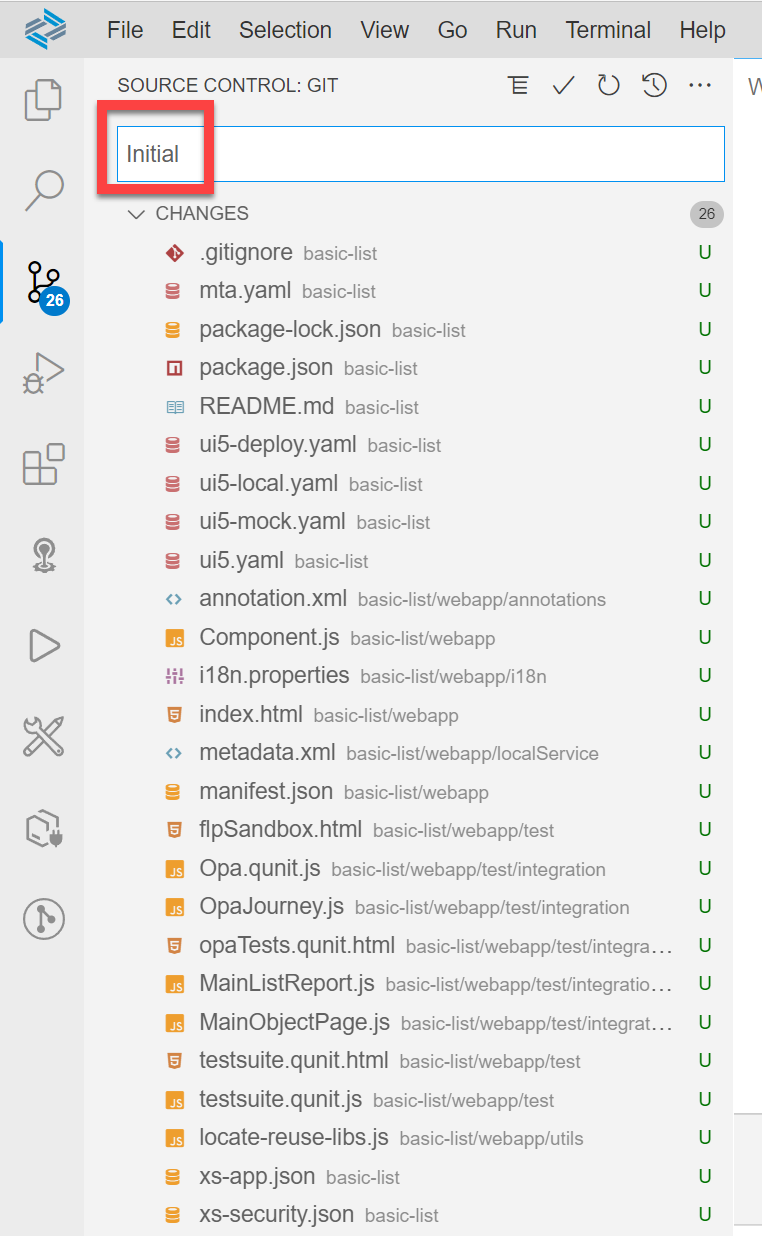 File Edit Selection View Go Run Terminal Help
SOURCE CONTROL: GIT
Initial
CHANGES 26
.gitignore basic-list U
mta.yaml basic-list U
26
package-lock.json basic-list U
package.json basic-list U
README.md basic-list U
ui5-deploy.yaml basic-list U
ui5-local.yaml basic-list U
ui5-mock.yaml basic-list U
ui5.yaml basic-list U
annotation.xml basic-list/webapp/annotations U
Component.js basic-list/webapp U
i18n.properties basic-list/webapp/i18n U
index.html basic-list/webapp U
metadata.xml basic-list/webapp/localService U
manifest.json basic-list/webapp U
flpSandbox.html basic-list/webapp/test U
Opa.qunit.js basic-list/webapp/test/integration U
OpaJourney.js basic-list/webapp/test/integration U
opaTests.qunit.html basic-list/webapp/test/integra... U
MainListReport.js basic-list/webapp/test/integratio... U
MainObjectPage.js basic-list/webapp/test/integrat... U
testsuite.qunit.html basic-list/webapp/test U
testsuite.qunit.js basic-list/webapp/test U
locate-reuse-libs.js basic-list/webapp/utils U
xs-app.json basic-list U
xs-security.json basic-list U